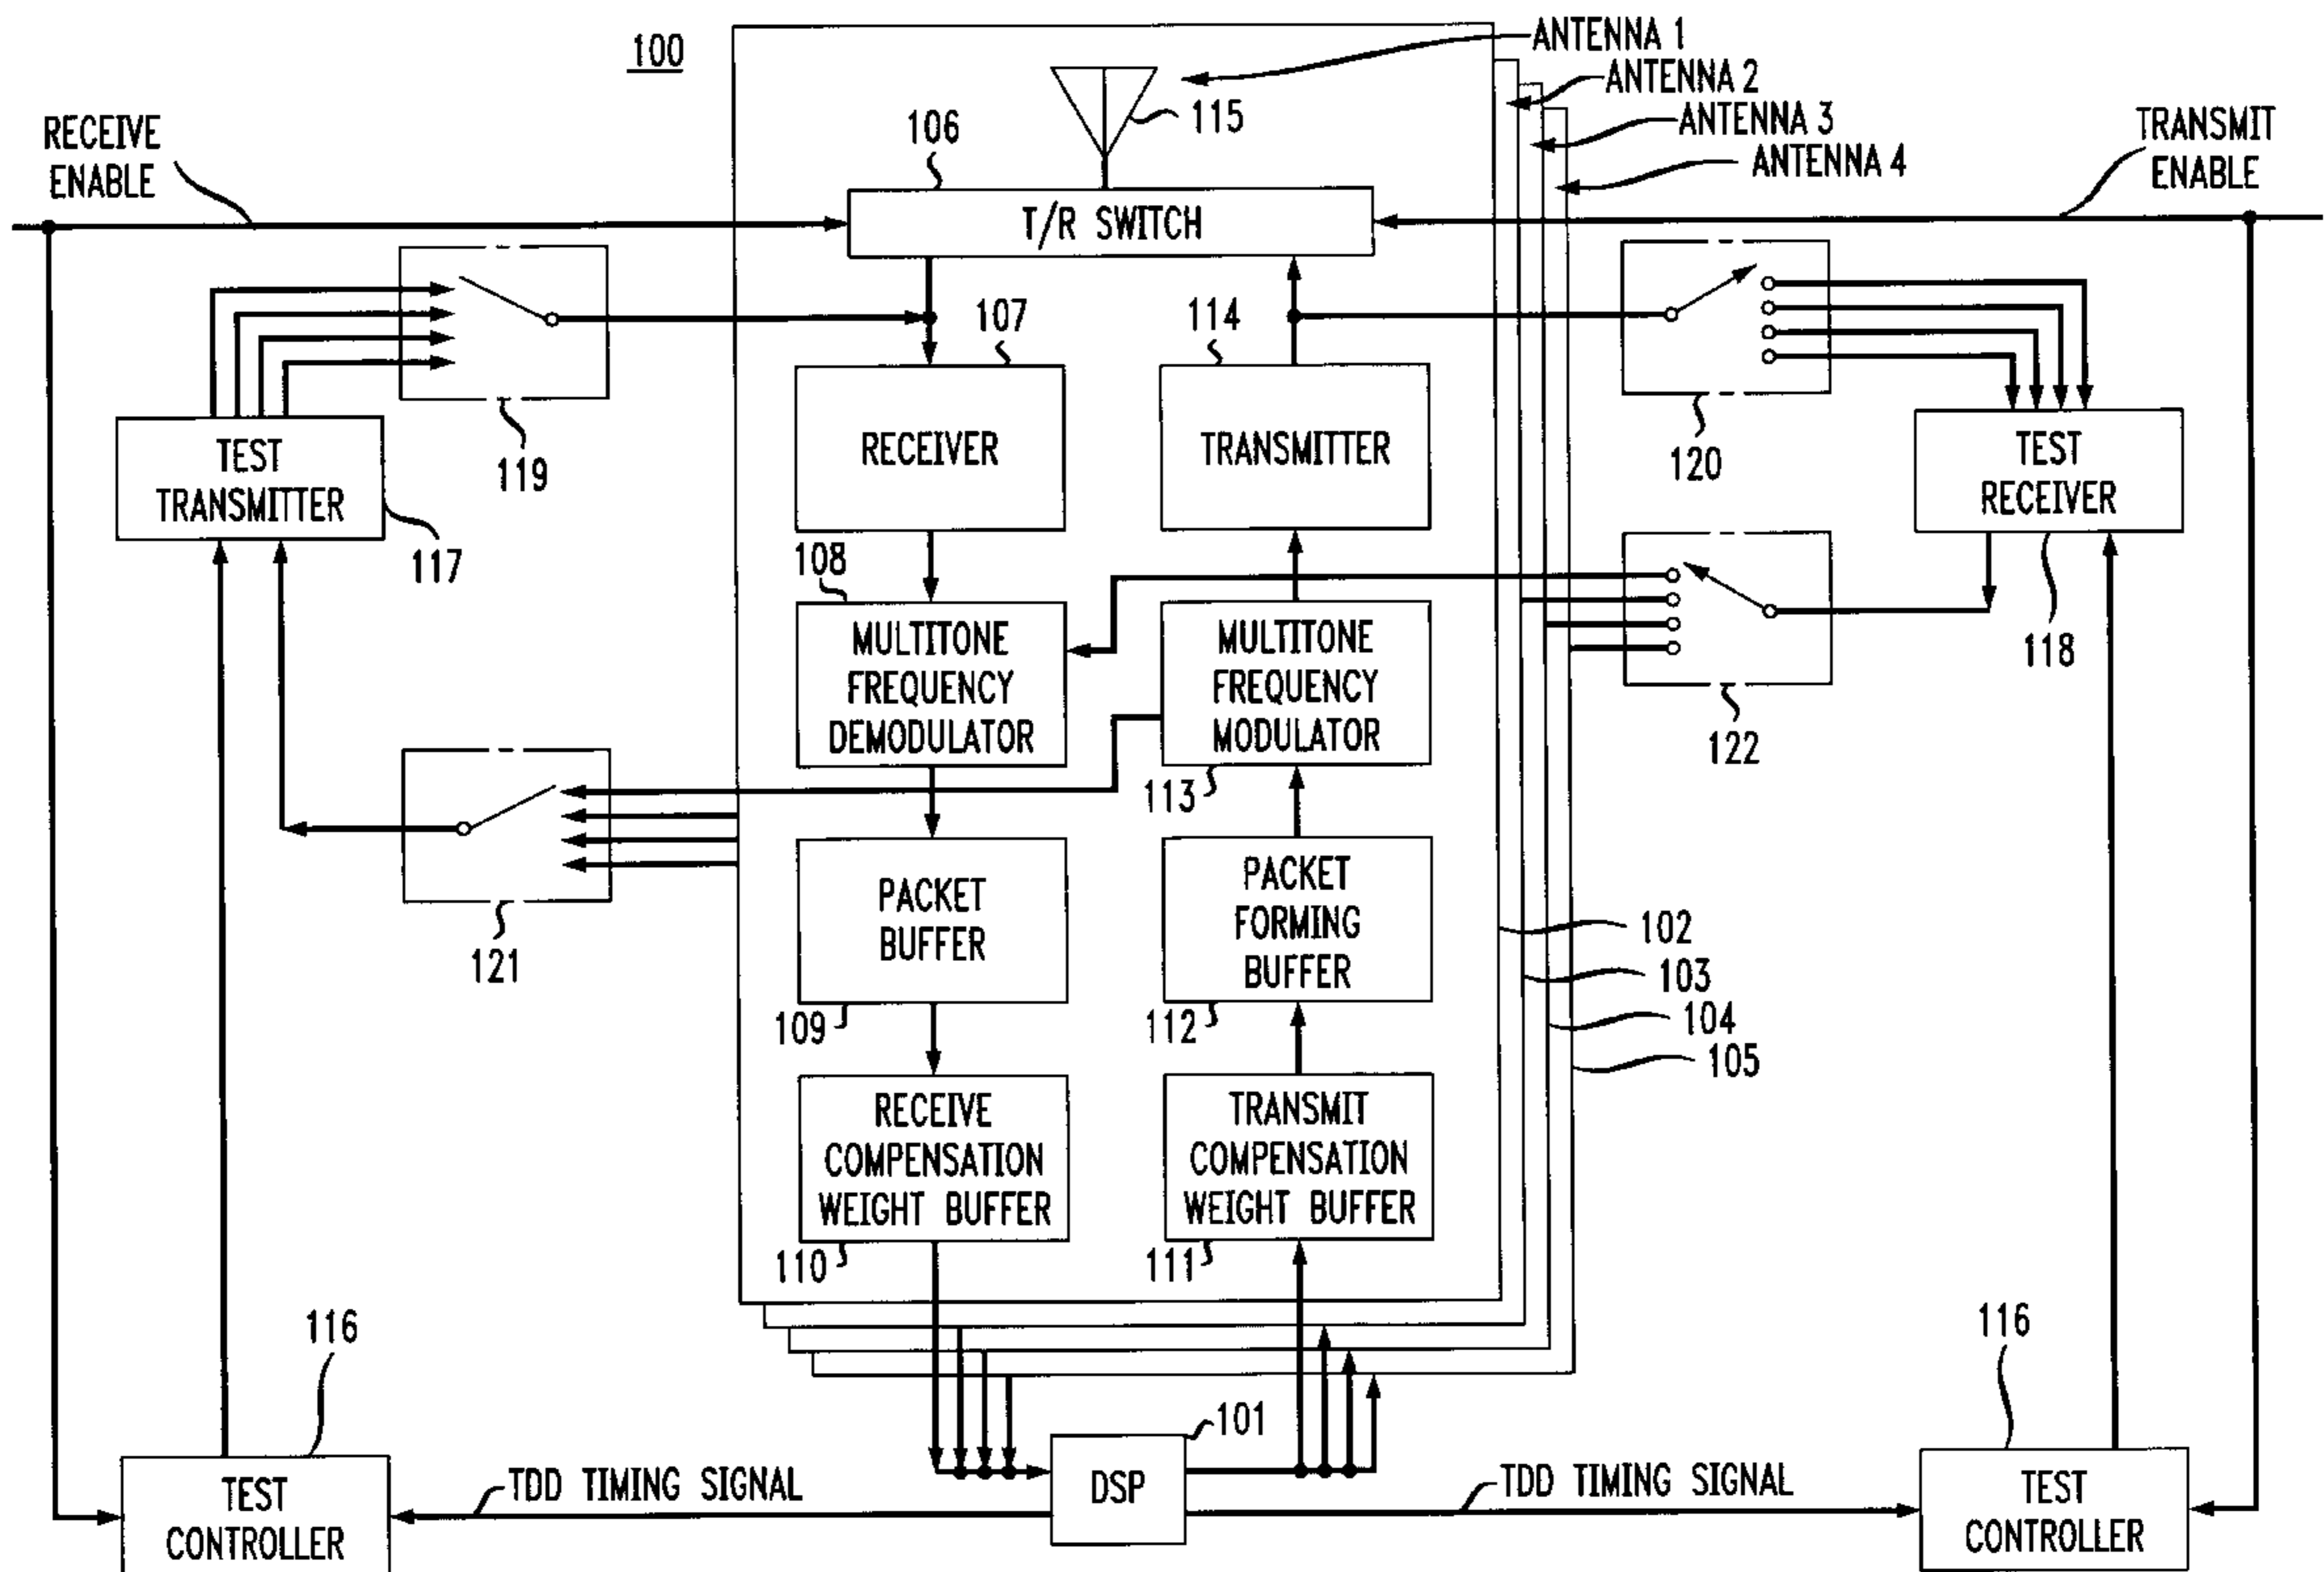 100
ANTENNA 1
ANTENNA 2
ANTENNA 3
ANTENNA 4
115
106
RECEIVE
ENABLE
TRANSMIT
ENABLE
T/R SWITCH
107
114
RECEIVER
TRANSMITTER
119
120
TEST
TRANSMITTER
117
TEST
RECEIVER
118
108
MULTITONE
FREQUENCY
DEMODULATOR
MULTITONE
FREQUENCY
MODULATOR
113
122
121
PACKET
BUFFER
109
PACKET
FORMING
BUFFER
112
102
103
104
105
RECEIVE
COMPENSATION
WEIGHT BUFFER
110
TRANSMIT
COMPENSATION
WEIGHT BUFFER
111
116
116
101
TEST
CONTROLLER
TDD TIMING SIGNAL
DSP
TDD TIMING SIGNAL
TEST
CONTROLLER